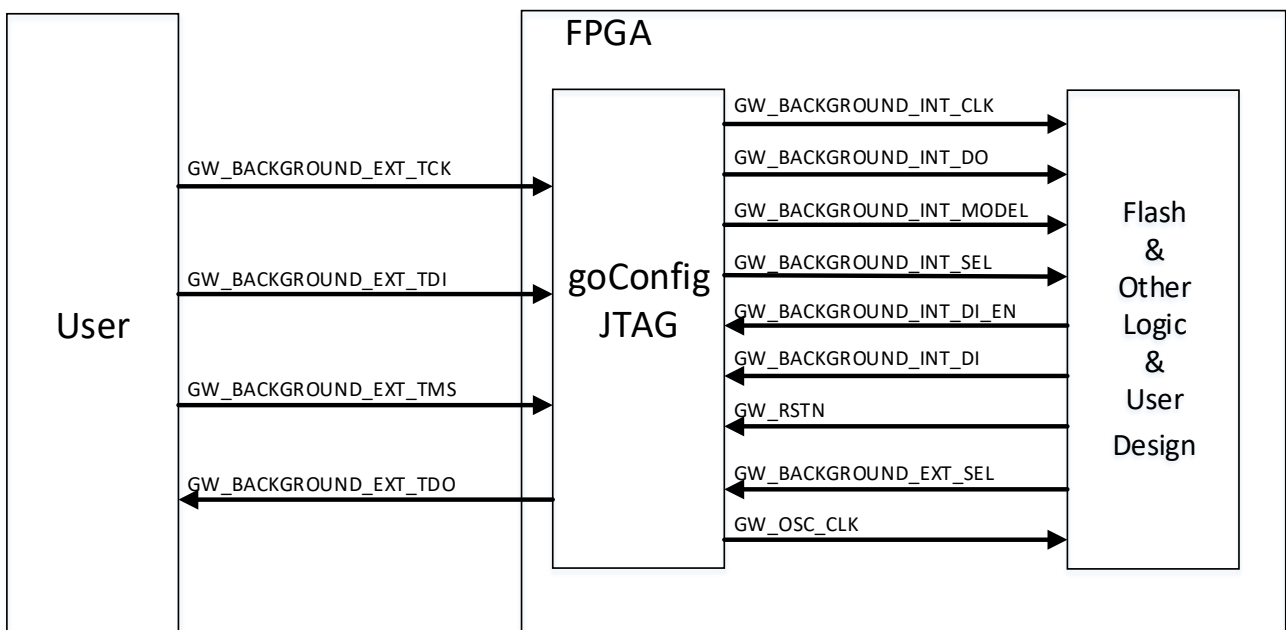 FPGA
User
GW_BACKGROUND_EXT_TCK
GW_BACKGROUND_EXT_TDI
GW_BACKGROUND_EXT_TMS
GW_BACKGROUND_EXT_TDO
goConfig
JTAG
GW_BACKGROUND_INT_CLK
GW_BACKGROUND_INT_DO
GW_BACKGROUND_INT_MODEL
GW_BACKGROUND_INT_SEL
GW_BACKGROUND_INT_DI_EN
GW_BACKGROUND_INT_DI
GW_RSTN
GW_BACKGROUND_EXT_SEL
GW_OSC_CLK
Flash
&
Other
Logic
&
User
Design